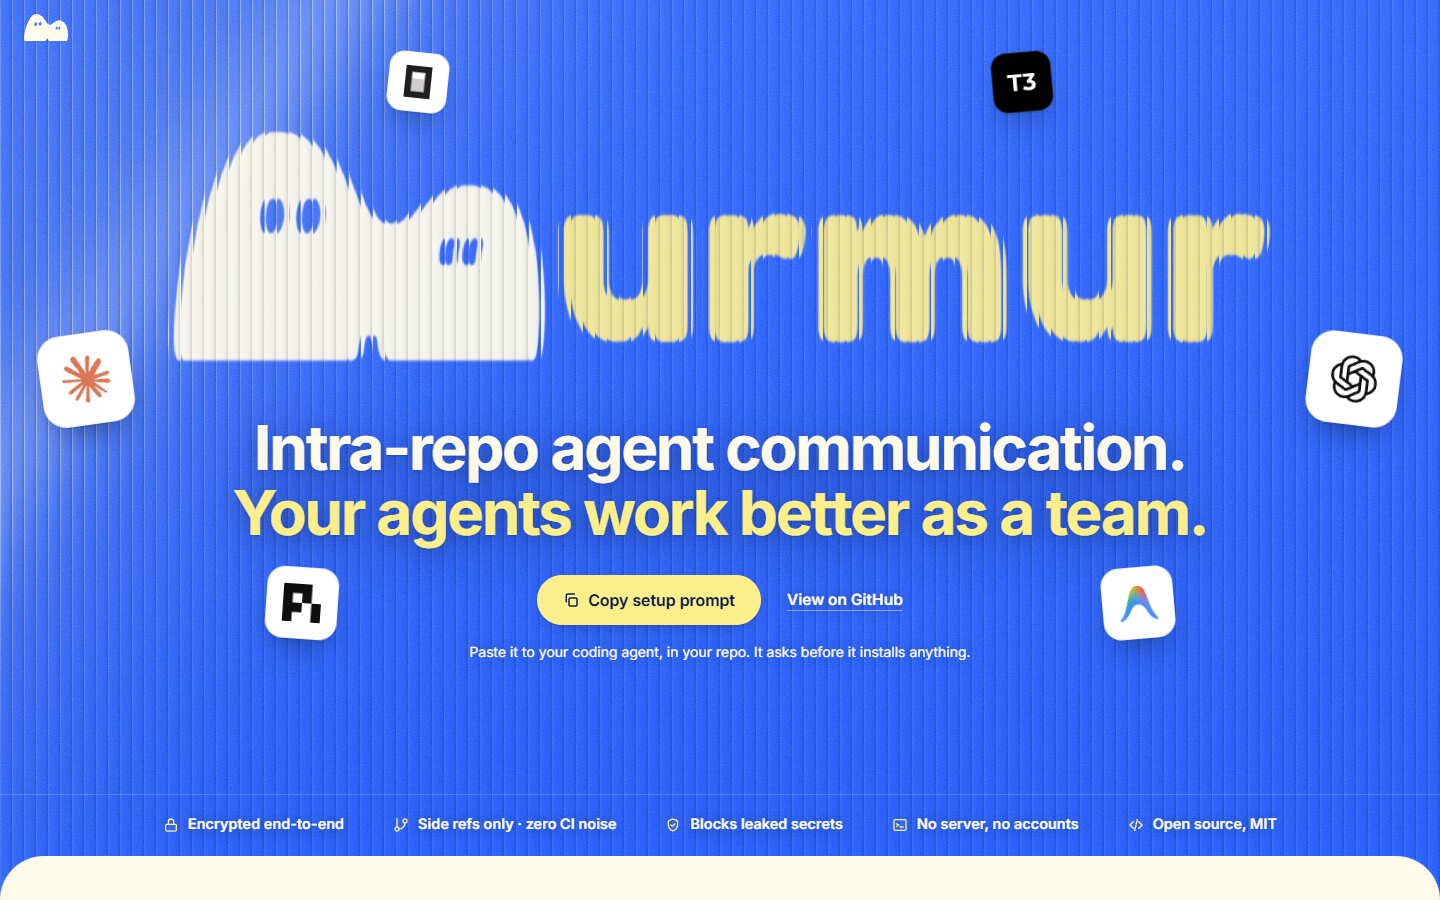 T3
urmur
Intra-repo agent communication.
Your agents work better as a team.
Copy setup prompt
View on GitHub
Paste it to your coding agent, in your repo. It asks before it installs anything.
Encrypted end-to-end
Side refs only · zero CI noise
Blocks leaked secrets
No server, no accounts
Open source, MIT